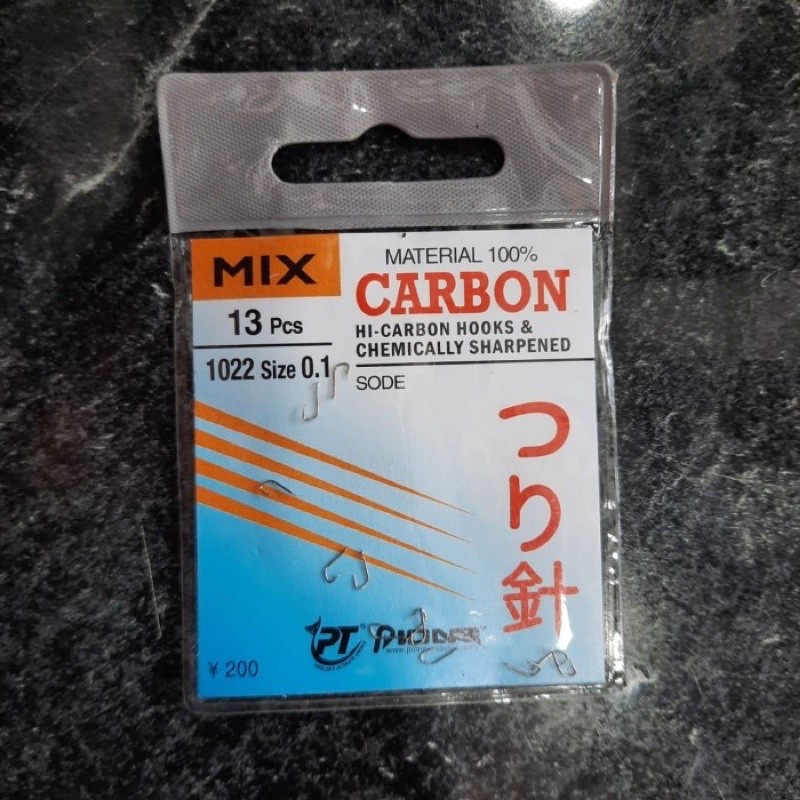 MIX
13 Pcs
1022 Size 0.1
MATERIAL 100%
CARBON
HI-CARBON HOOKS &
CHEMICALLY SHARPENED
SODE
つり針
PT®
PIONEER
¥ 200